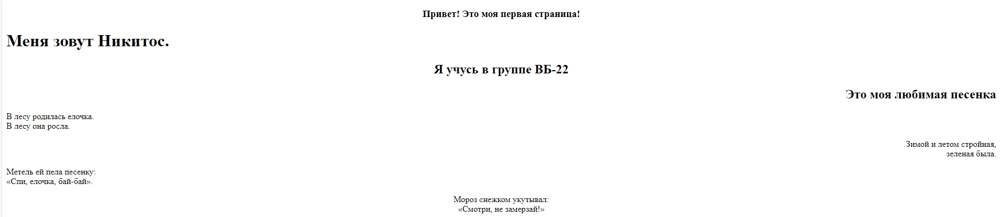 Привет! Это моя первая страница!
Меня зовут Никитос.
Я учусь в группе ВБ-22
Это моя любимая песенка
В лесу родилась елочка.
В лесу она росла.
Зимой и летом стройная,
зеленая была.
Метель ей пела песенку:
«Спи, елочка, бай-бай».
Мороз снежком укутывал:
«Смотри, не замерзай!»